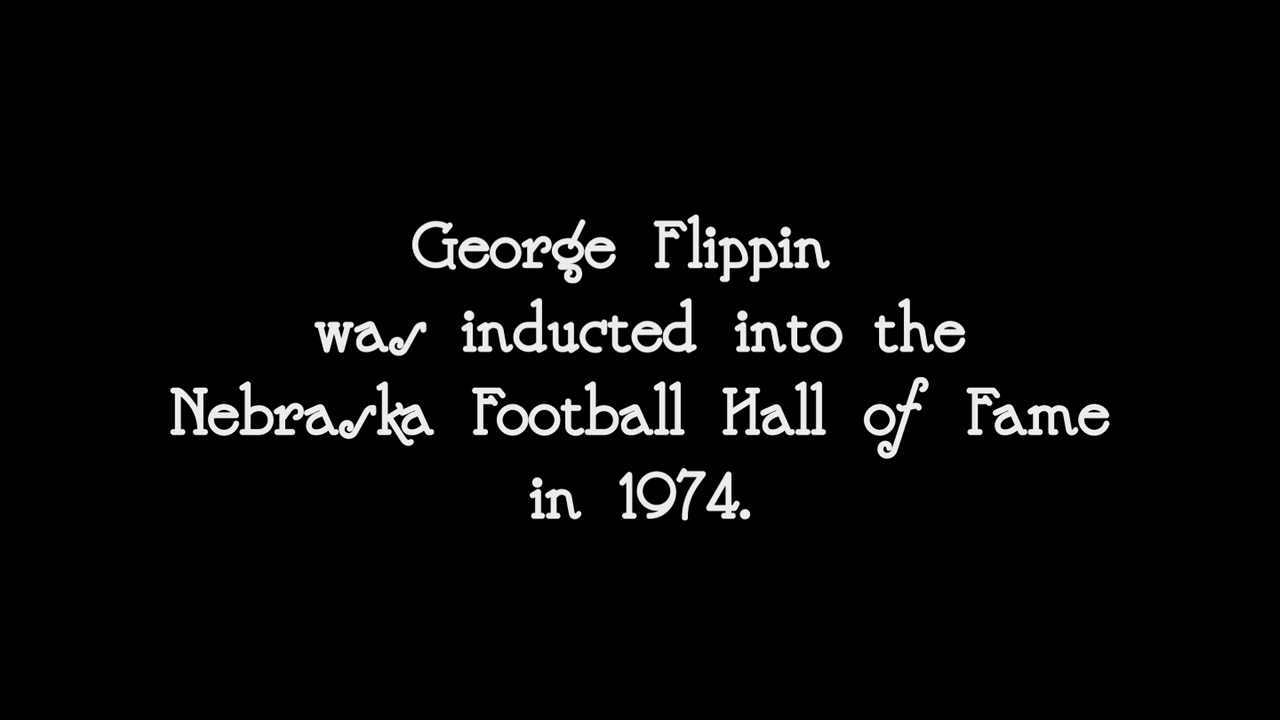 George Flippin
was inducted into the
Nebraska Football Hall of Fame
in 1974.